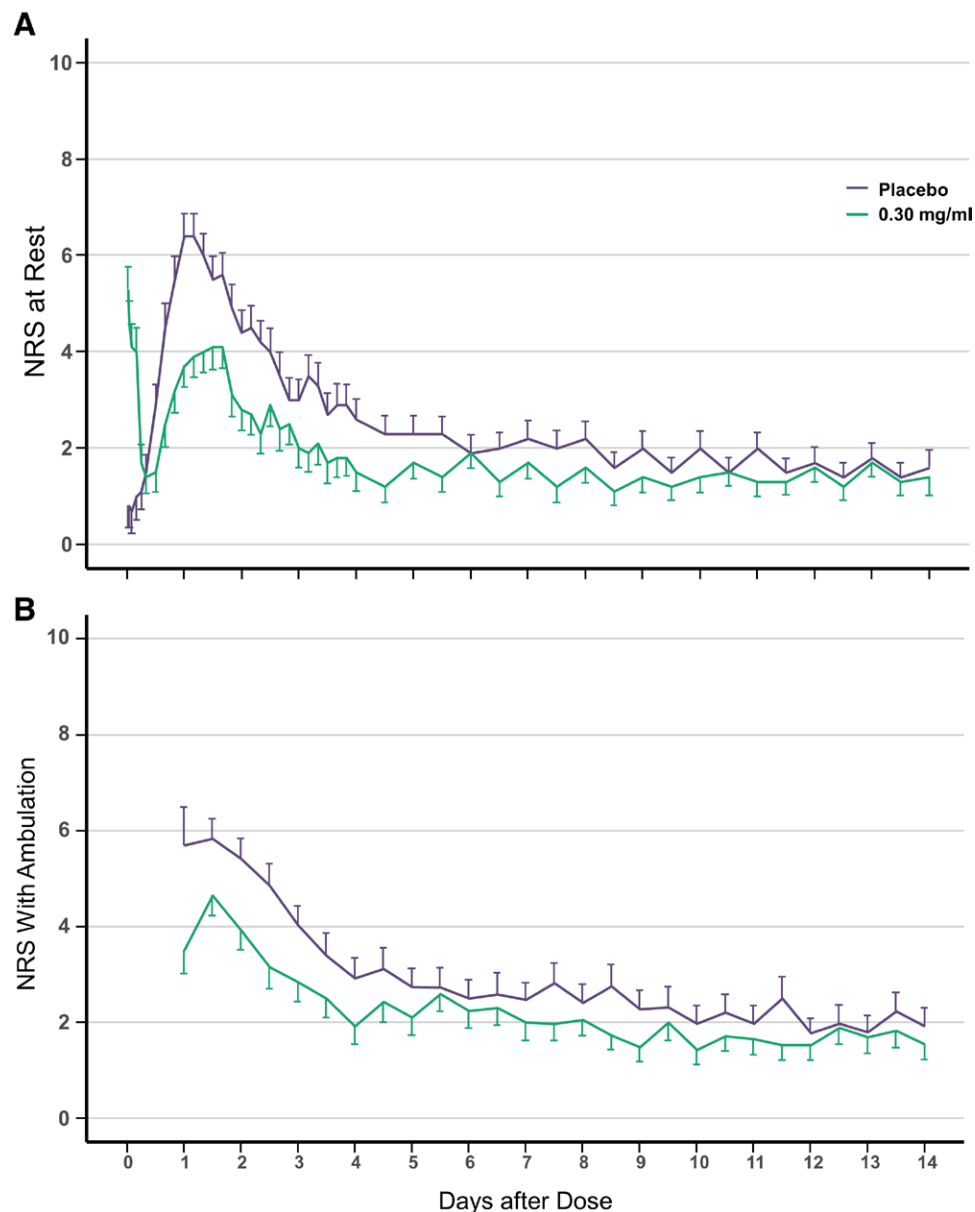 A
10
8
6
4
2
0
NRS at Rest
Placebo
0.30 mg/ml
B
10
8
6
4
2
0
NRS With Ambulation
0 1 2 3 4 5 6 7 8 9 10 11 12 13 14
Days after Dose